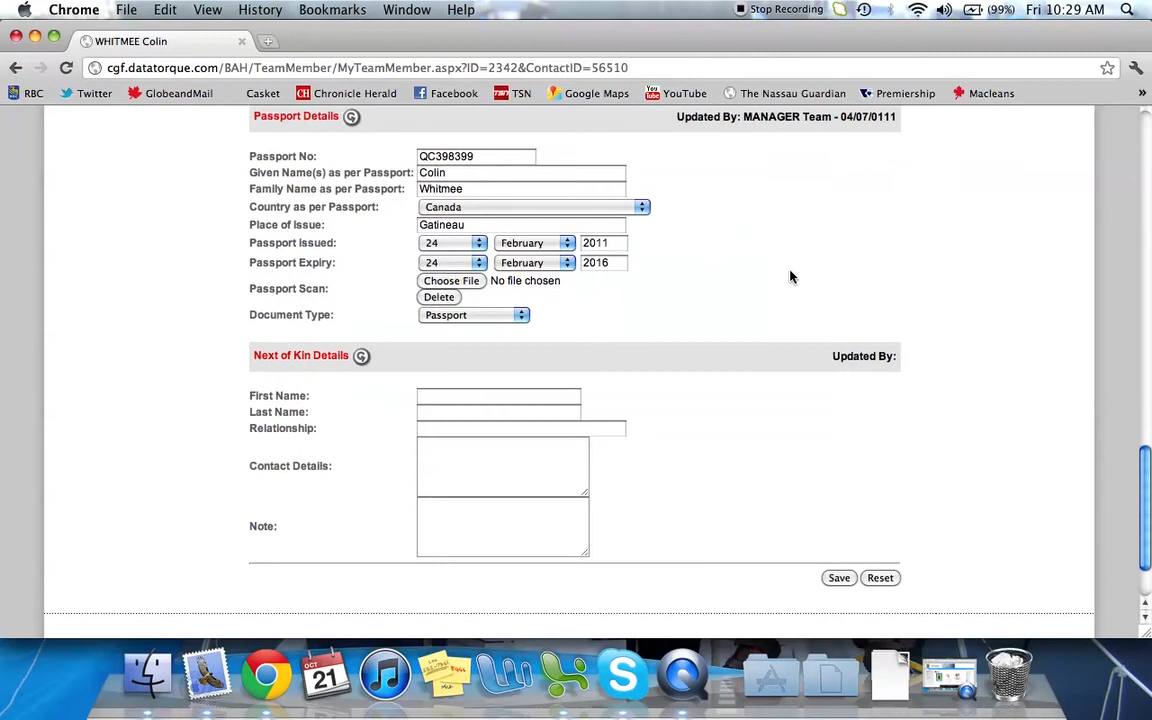 Chrome File Edit View History Bookmarks Window Help Stop Recording (99%) Fri 10:29 AM
WHITMEE Colin
cgf.datatorque.com/BAH/TeamMember/MyTeamMember.aspx?ID=2342&ContactID=56510
RBC Twitter GlobeandMail Casket Chronicle Herald Facebook TSN Google Maps YouTube The Nassau Guardian Premiership Macleans »
Passport Details Updated By: MANAGER Team - 04/07/0111
Passport No: QC398399
Given Name(s) as per Passport: Colin
Family Name as per Passport: Whitmee
Country as per Passport: Canada
Place of Issue: Gatineau
Passport Issued: 24 February 2011
Passport Expiry: 24 February 2016
Passport Scan: Choose File No file chosen
Delete
Document Type: Passport
Next of Kin Details Updated By:
First Name:
Last Name:
Relationship:
Contact Details:
Note:
Save Reset
OCT
21